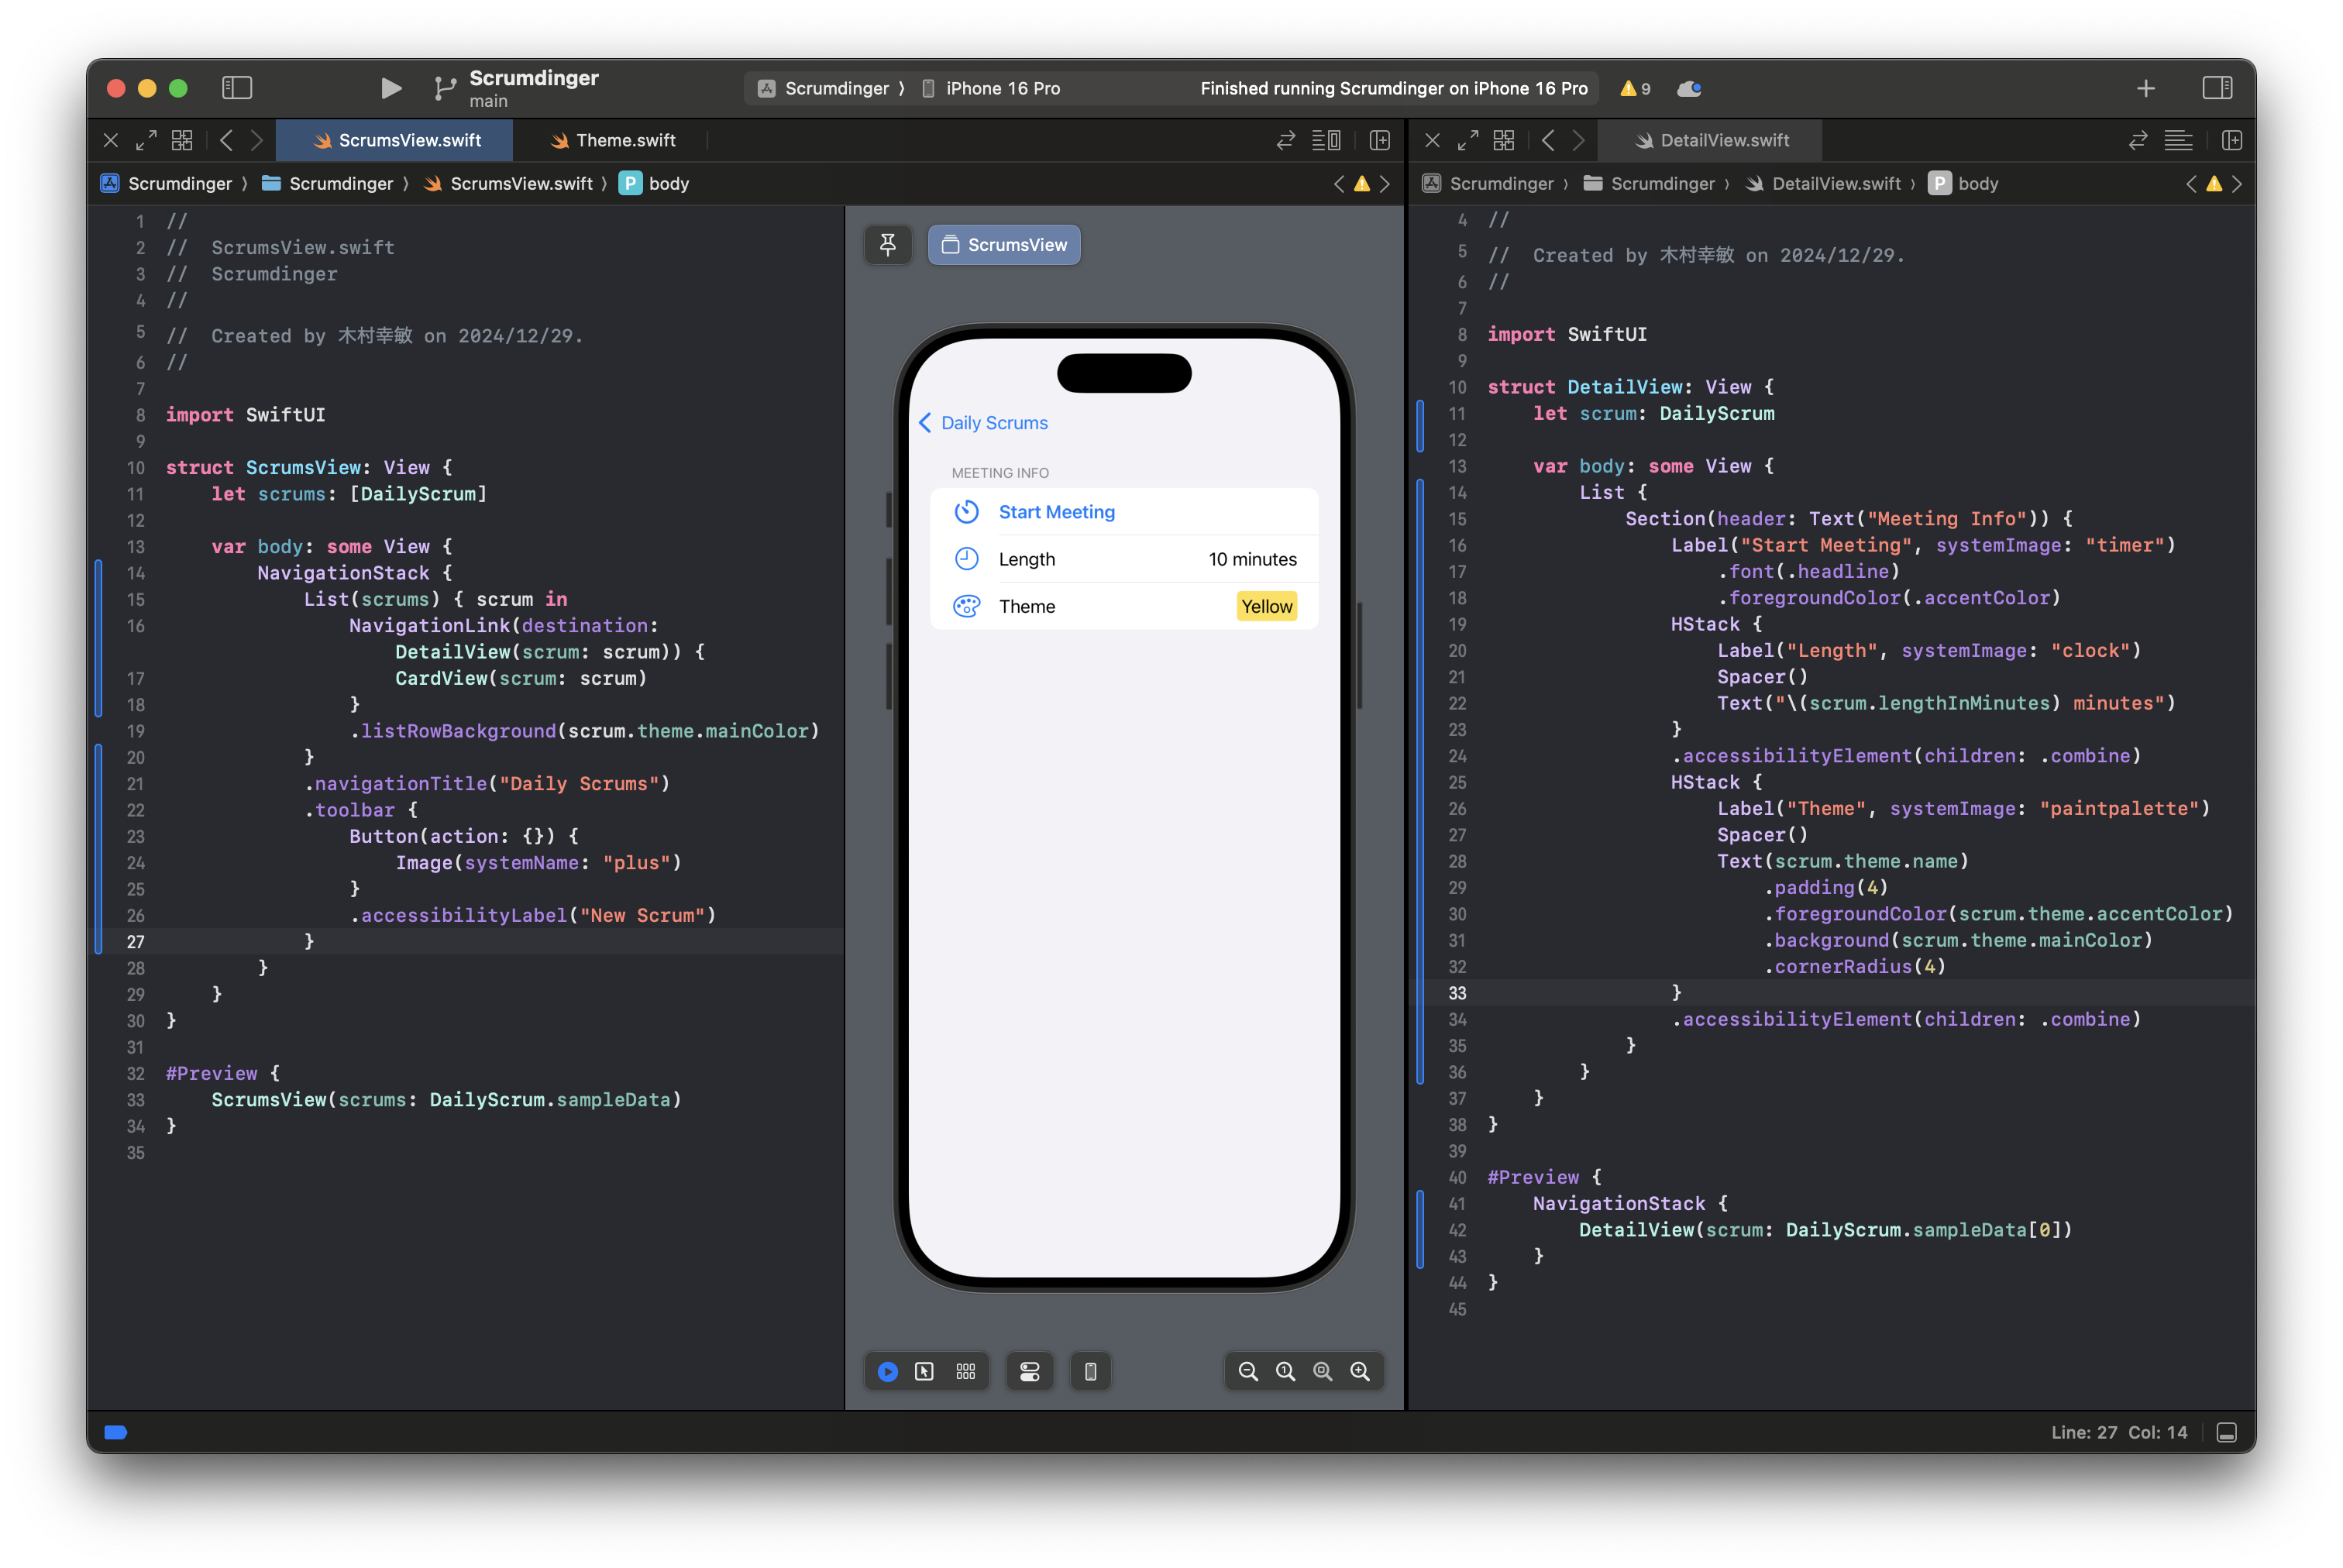 Scrumdinger
main
Scrumdinger 〉 iPhone 16 Pro
Finished running Scrumdinger on iPhone 16 Pro
9
ScrumsView.swift
Theme.swift
Scrumdinger 〉 Scrumdinger 〉 ScrumsView.swift 〉 P body
1 //
2 //  ScrumsView.swift
3 //  Scrumdinger
4 //
5 //  Created by 木村幸敏 on 2024/12/29.
6 //
7
8 import SwiftUI
9
10 struct ScrumsView: View {
11     let scrums: [DailyScrum]
12
13     var body: some View {
14         NavigationStack {
15             List(scrums) { scrum in
16                 NavigationLink(destination:
                    DetailView(scrum: scrum)) {
17                     CardView(scrum: scrum)
18                 }
19                 .listRowBackground(scrum.theme.mainColor)
20             }
21             .navigationTitle("Daily Scrums")
22             .toolbar {
23                 Button(action: {}) {
24                     Image(systemName: "plus")
25                 }
26                 .accessibilityLabel("New Scrum")
27             }
28         }
29     }
30 }
31
32 #Preview {
33     ScrumsView(scrums: DailyScrum.sampleData)
34 }
35
ScrumsView
Daily Scrums
MEETING INFO
Start Meeting
Length 10 minutes
Theme Yellow
DetailView.swift
Scrumdinger 〉 Scrumdinger 〉 DetailView.swift 〉 P body
4 //
5 //  Created by 木村幸敏 on 2024/12/29.
6 //
7
8 import SwiftUI
9
10 struct DetailView: View {
11     let scrum: DailyScrum
12
13     var body: some View {
14         List {
15             Section(header: Text("Meeting Info")) {
16                 Label("Start Meeting", systemImage: "timer")
17                     .font(.headline)
18                     .foregroundColor(.accentColor)
19                 HStack {
20                     Label("Length", systemImage: "clock")
21                     Spacer()
22                     Text("\(scrum.lengthInMinutes) minutes")
23                 }
24                 .accessibilityElement(children: .combine)
25                 HStack {
26                     Label("Theme", systemImage: "paintpalette")
27                     Spacer()
28                     Text(scrum.theme.name)
29                         .padding(4)
30                         .foregroundColor(scrum.theme.accentColor)
31                         .background(scrum.theme.mainColor)
32                         .cornerRadius(4)
33                 }
34                 .accessibilityElement(children: .combine)
35             }
36         }
37     }
38 }
39
40 #Preview {
41     NavigationStack {
42         DetailView(scrum: DailyScrum.sampleData[0])
43     }
44 }
45
Line: 27  Col: 14